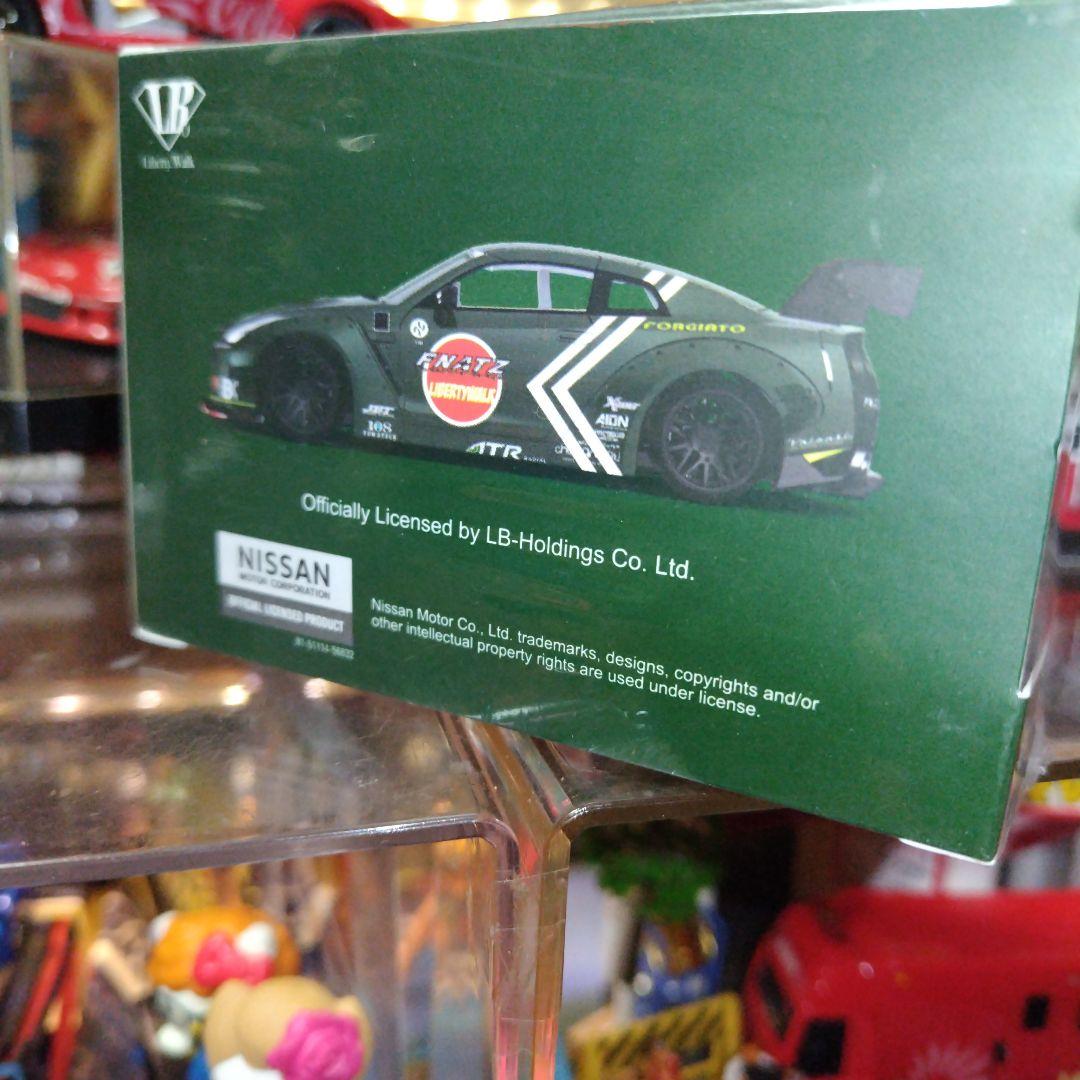 LB
Liberty Walk
FORGIATO
FNATZ
LIBERTYWALK
AION
108
ATR
RADIAL
Officially Licensed by LB-Holdings Co. Ltd.
NISSAN
MOTOR CORPORATION
OFFICIAL LICENSED PRODUCT
Nissan Motor Co., Ltd. trademarks, designs, copyrights and/or
other intellectual property rights are used under license.